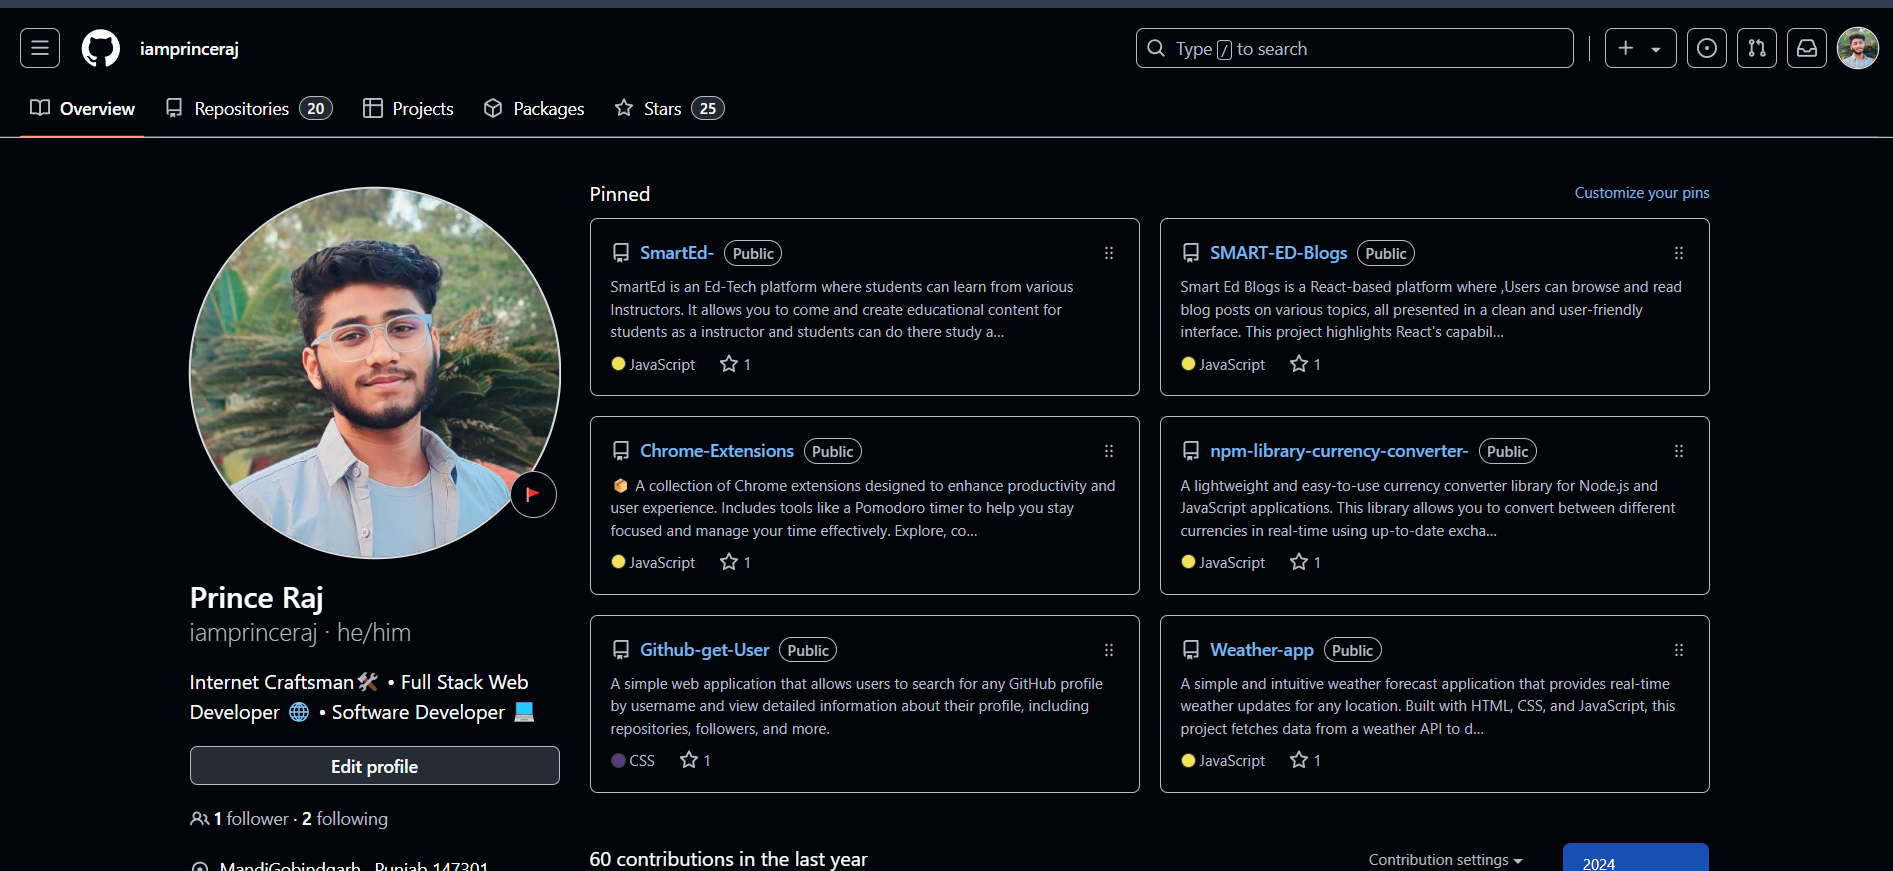 iamprinceraj
Type / to search
Overview
Repositories 20
Projects
Packages
Stars 25
Prince Raj
iamprinceraj · he/him
Internet Craftsman🛠️ • Full Stack Web
Developer 🌐 • Software Developer 💻
Edit profile
1 follower · 2 following
MandiGobindgarh , Punjab 147301
Pinned
Customize your pins
SmartEd- Public
SmartEd is an Ed-Tech platform where students can learn from various
Instructors. It allows you to come and create educational content for
students as a instructor and students can do there study a...
JavaScript 1
SMART-ED-Blogs Public
Smart Ed Blogs is a React-based platform where ,Users can browse and read
blog posts on various topics, all presented in a clean and user-friendly
interface. This project highlights React's capabil...
JavaScript 1
Chrome-Extensions Public
📦 A collection of Chrome extensions designed to enhance productivity and
user experience. Includes tools like a Pomodoro timer to help you stay
focused and manage your time effectively. Explore, co...
JavaScript 1
npm-library-currency-converter- Public
A lightweight and easy-to-use currency converter library for Node.js and
JavaScript applications. This library allows you to convert between different
currencies in real-time using up-to-date excha...
JavaScript 1
Github-get-User Public
A simple web application that allows users to search for any GitHub profile
by username and view detailed information about their profile, including
repositories, followers, and more.
CSS 1
Weather-app Public
A simple and intuitive weather forecast application that provides real-time
weather updates for any location. Built with HTML, CSS, and JavaScript, this
project fetches data from a weather API to d...
JavaScript 1
60 contributions in the last year
Contribution settings
2024